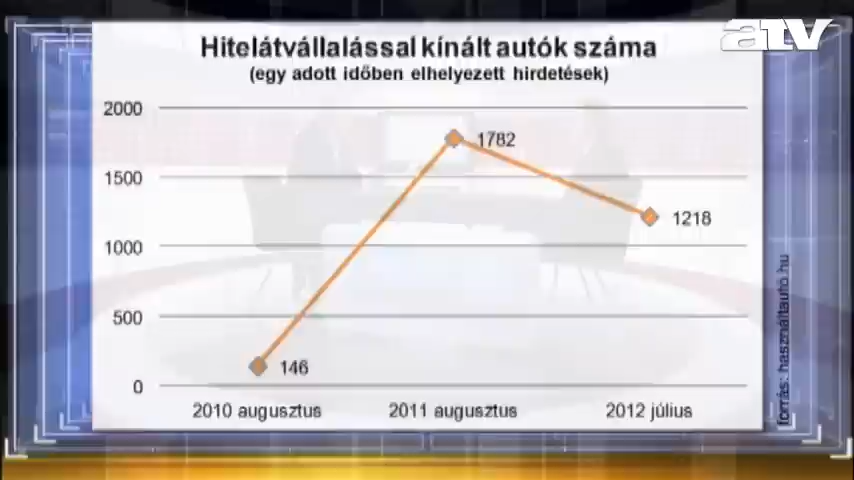 atv
Hitelátvállalással kínált autók száma
(egy adott időben elhelyezett hirdetések)
2000
1782
1500
1218
1000
500
146
0
2010 augusztus
2011 augusztus
2012 július
forrás: használtautó.hu